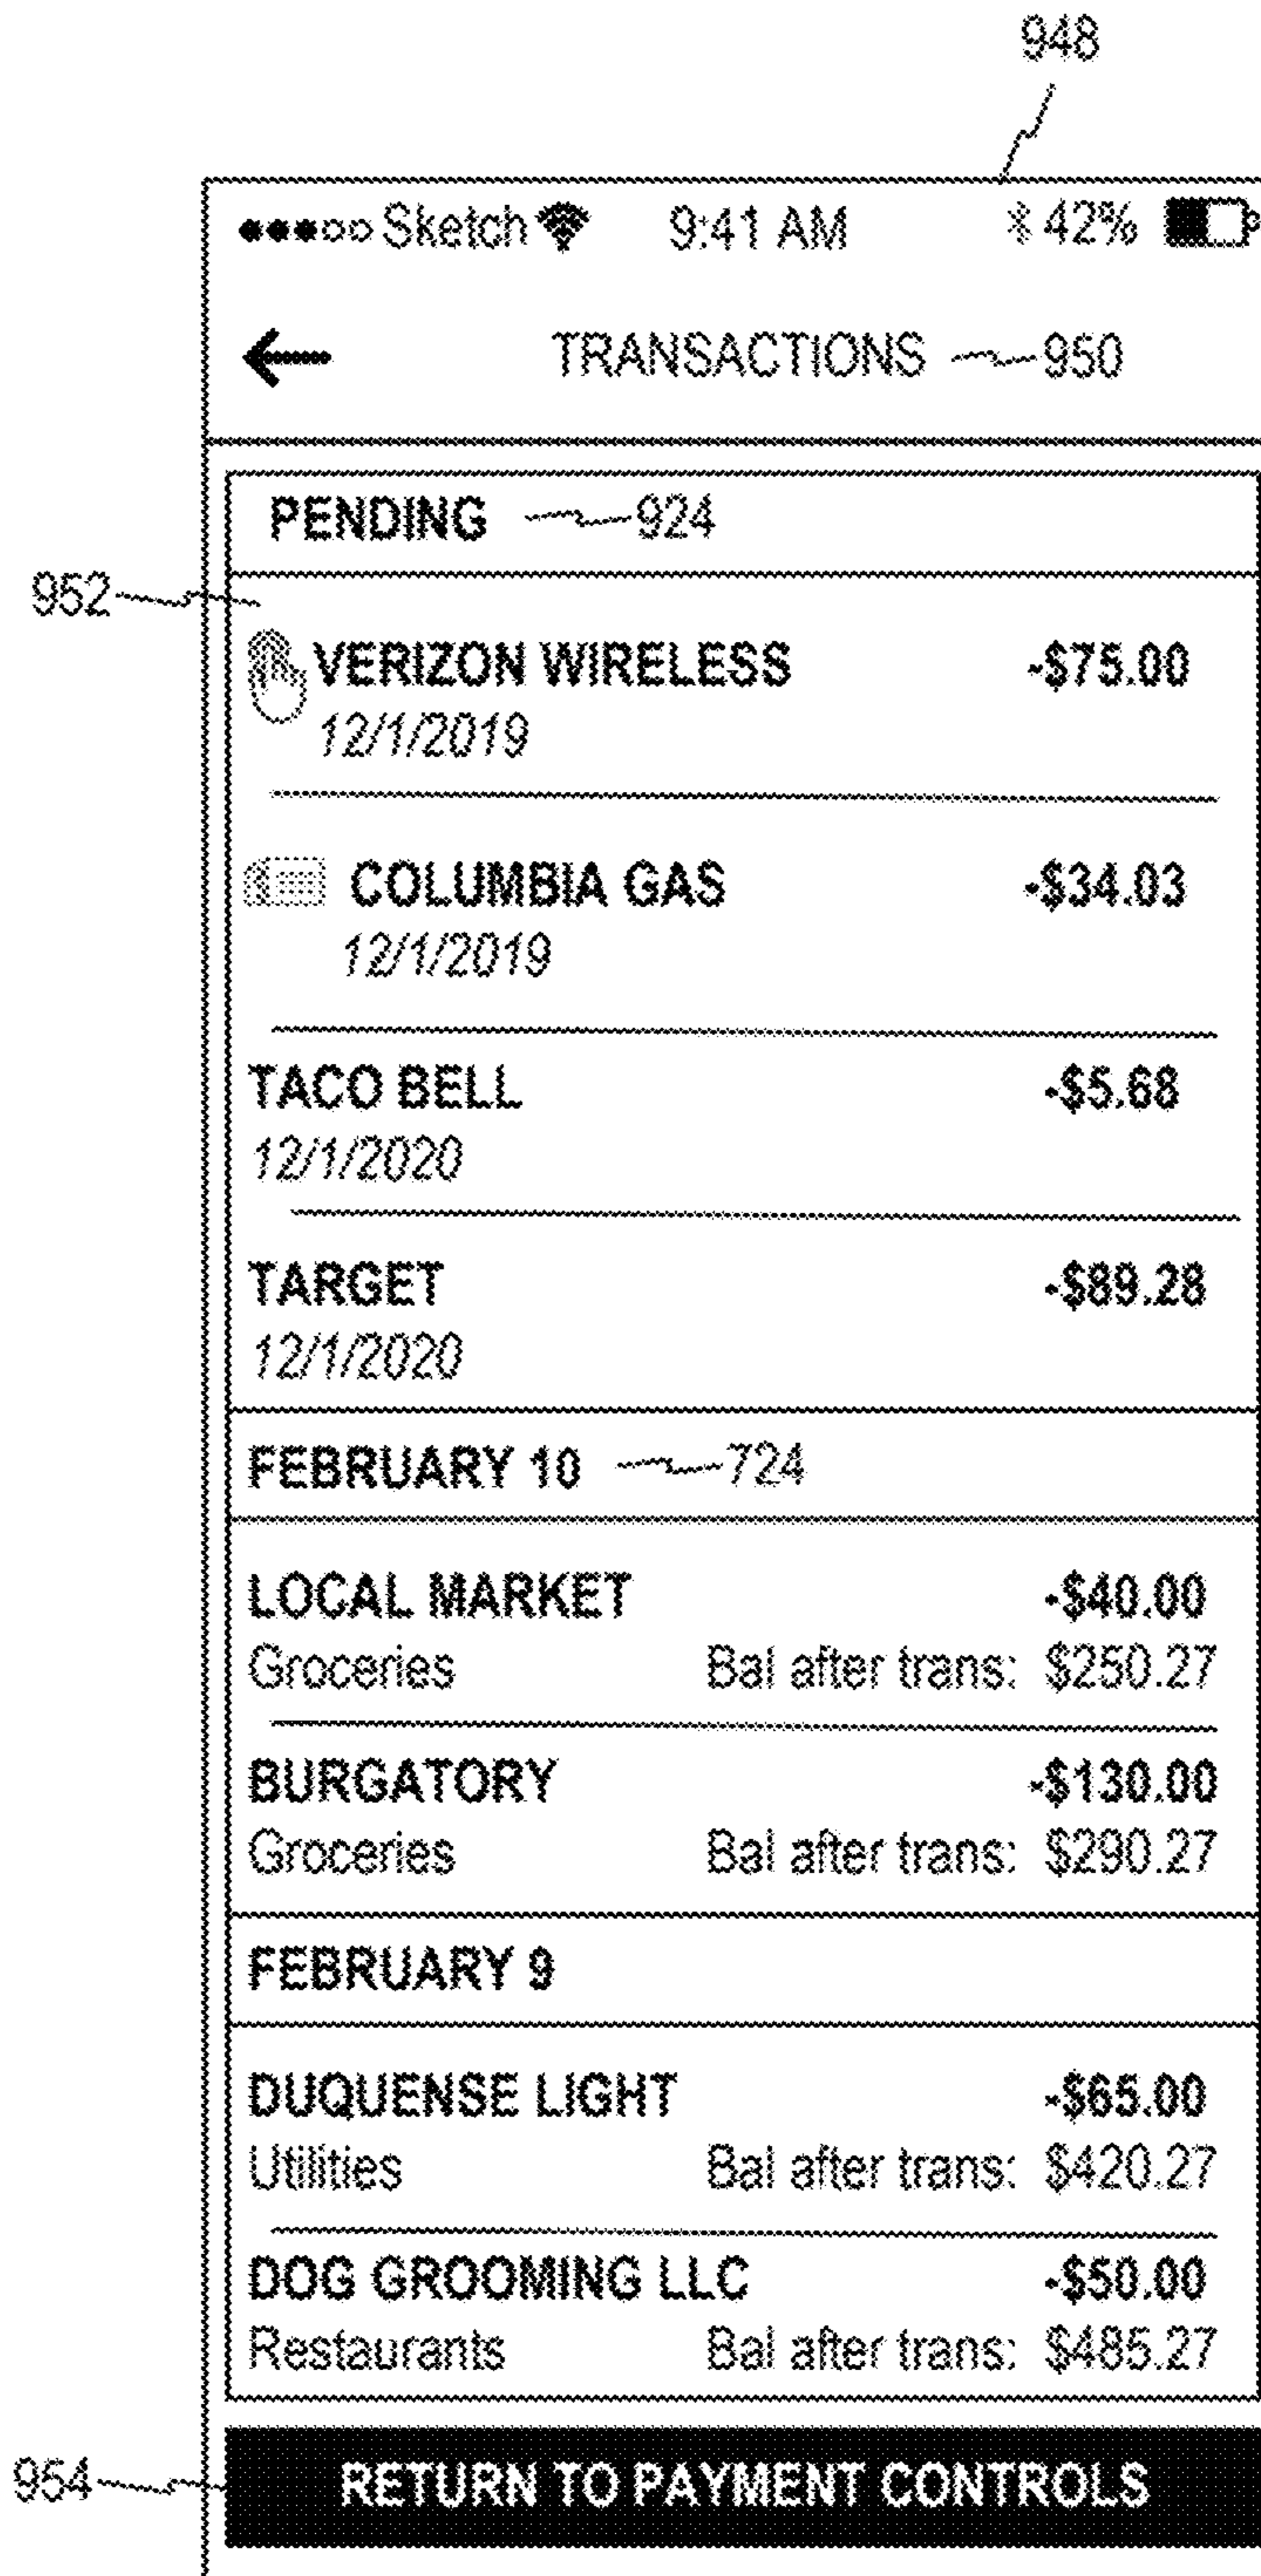 948
Sketch 9:41 AM 42%
TRANSACTIONS 950
PENDING 924
952
VERIZON WIRELESS -$75.00
12/1/2019
COLUMBIA GAS -$34.03
12/1/2019
TACO BELL -$5.68
12/1/2020
TARGET -$89.28
12/1/2020
FEBRUARY 10 724
LOCAL MARKET -$40.00
Groceries Bal after trans: $250.27
BURGATORY -$130.00
Groceries Bal after trans: $290.27
FEBRUARY 9
DUQUENSE LIGHT -$65.00
Utilities Bal after trans: $420.27
DOG GROOMING LLC -$50.00
Restaurants Bal after trans: $485.27
954 RETURN TO PAYMENT CONTROLS